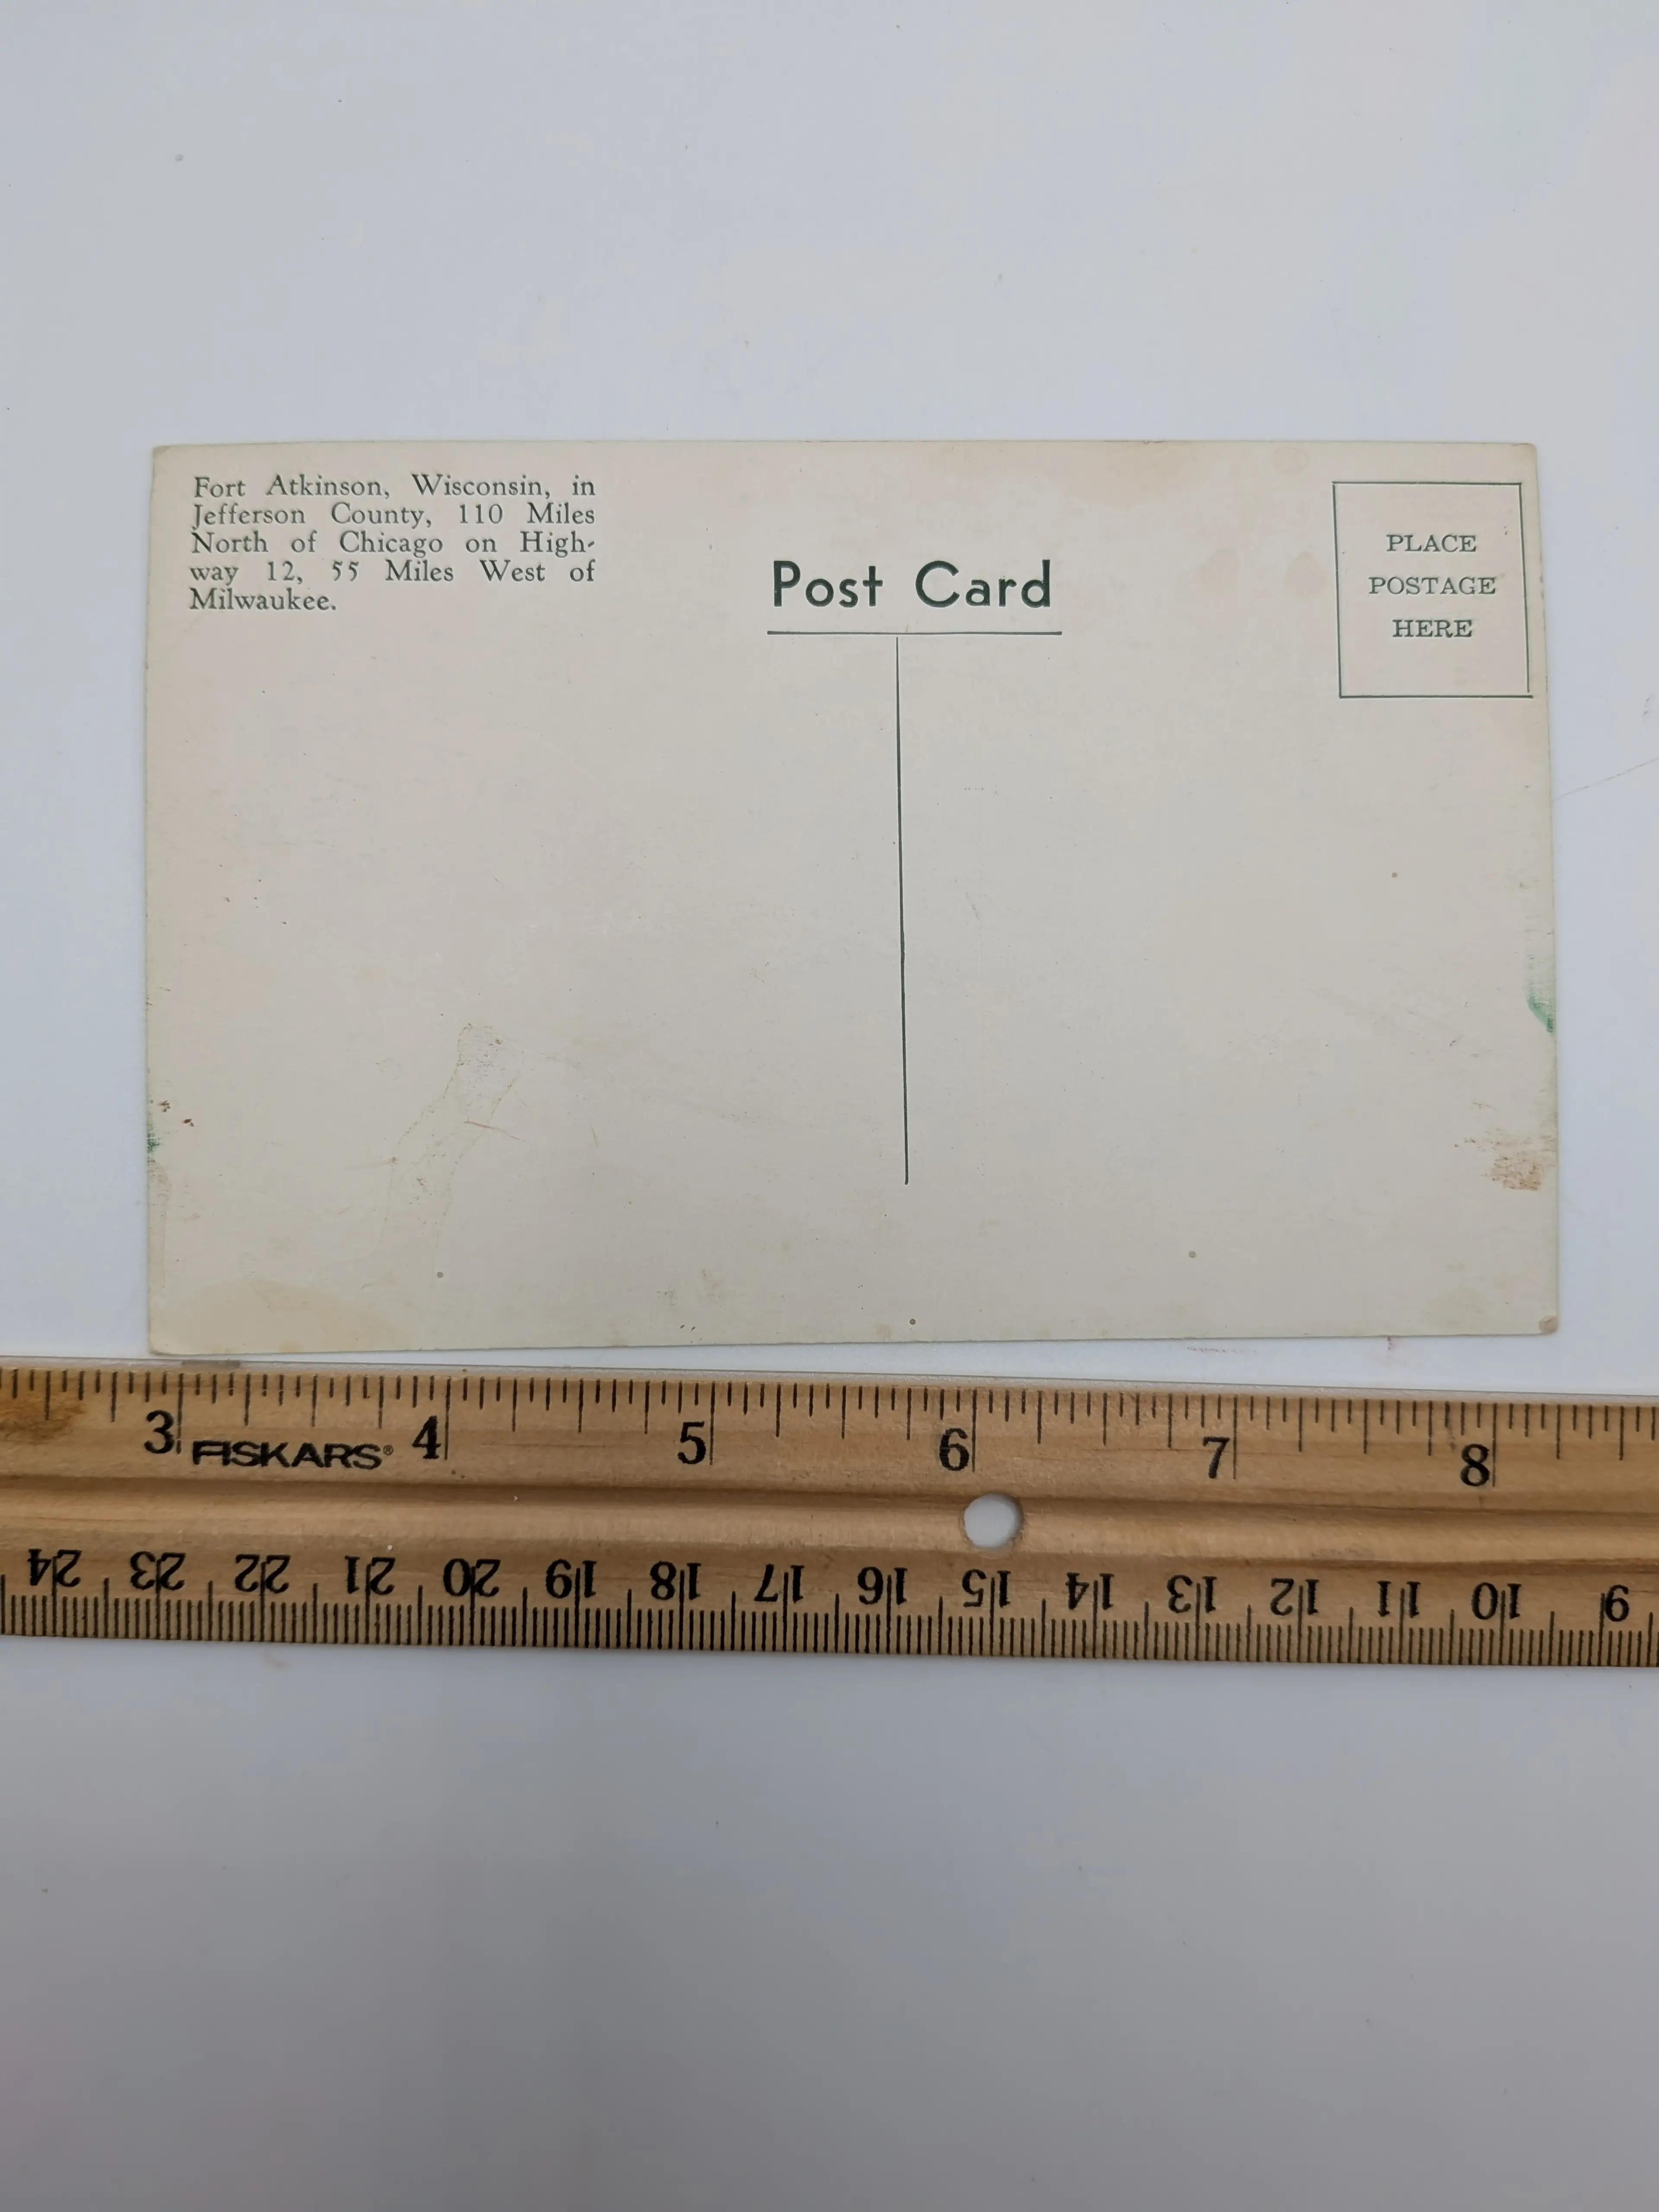 Fort Atkinson, Wisconsin, in
Jefferson County, 110 Miles
North of Chicago on High-
way 12, 55 Miles West of
Milwaukee.
Post Card
PLACE
POSTAGE
HERE
3 4 5 6 7 8
FISKARS®
24 23 22 21 20 19 18 17 16 15 14 13 12 11 10 9